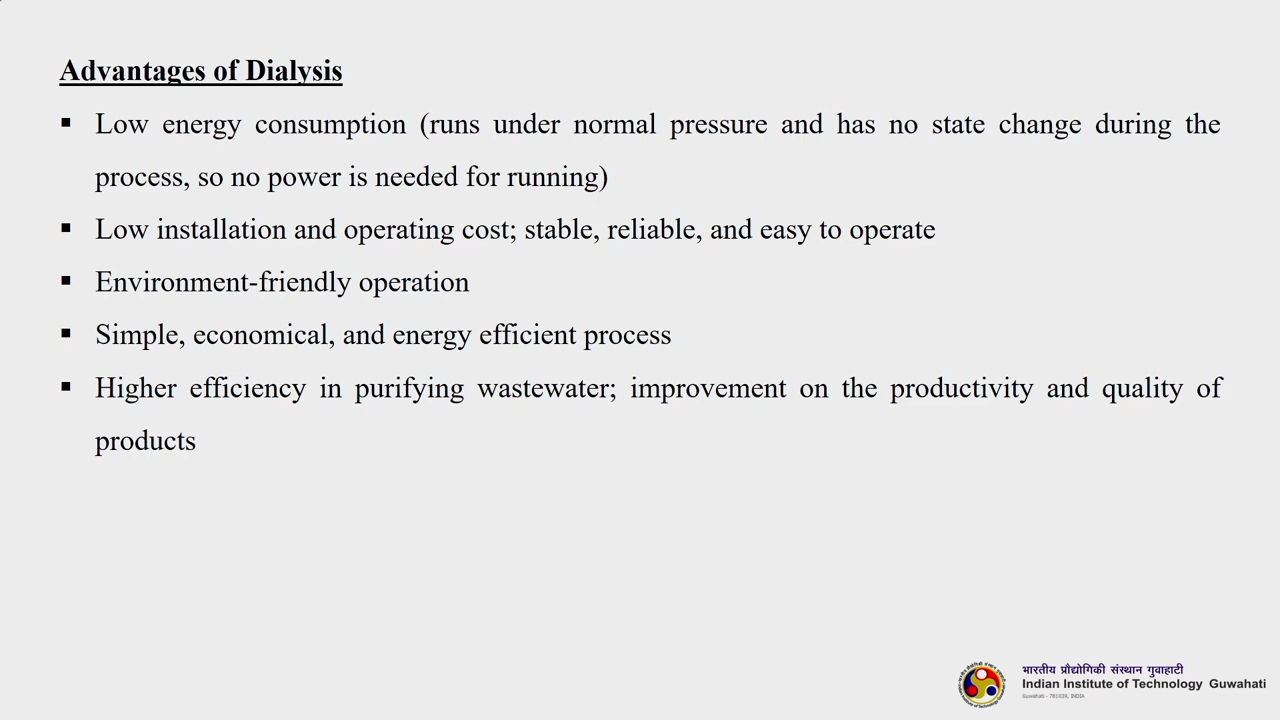 Advantages of Dialysis
▪ Low energy consumption (runs under normal pressure and has no state change during the
process, so no power is needed for running)
▪ Low installation and operating cost; stable, reliable, and easy to operate
▪ Environment-friendly operation
▪ Simple, economical, and energy efficient process
▪ Higher efficiency in purifying wastewater; improvement on the productivity and quality of
products
भारतीय प्रौद्योगिकी संस्थान गुवाहाटी
Indian Institute of Technology Guwahati
Guwahati - 781039, INDIA